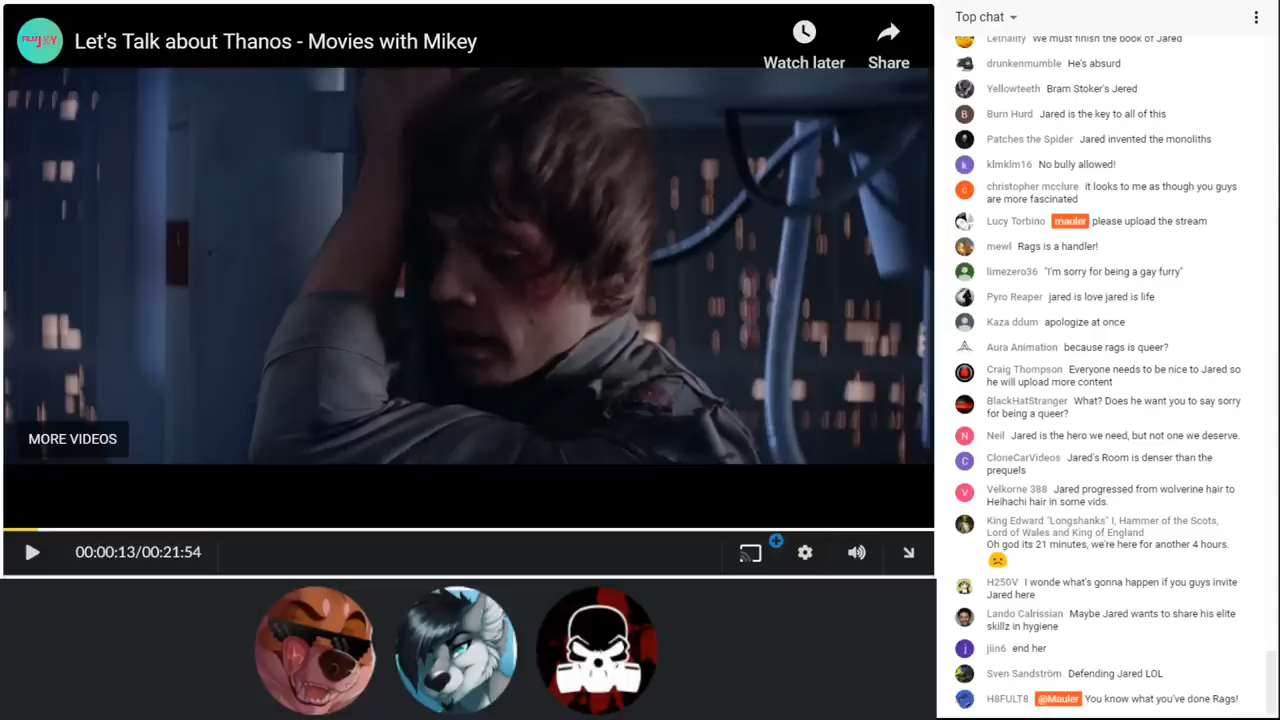 FILMJOY
Let's Talk about Thanos - Movies with Mikey
Watch later
Share
MORE VIDEOS
00:00:13/00:21:54
Top chat
Lethality We must finish the book of Jared
drunkenmumble He's absurd
Yellowteeth Bram Stoker's Jered
B
Burn Hurd Jared is the key to all of this
Patches the Spider Jared invented the monoliths
k
klmklm16 No bully allowed!
c
christopher mcclure it looks to me as though you guys
are more fascinated
Lucy Torbino mauler please upload the stream
mewl Rags is a handler!
limezero36 "I'm sorry for being a gay furry"
Pyro Reaper jared is love jared is life
Kaza ddum apologize at once
Aura Animation because rags is queer?
Craig Thompson Everyone needs to be nice to Jared so
he will upload more content
BlackHatStranger What? Does he want you to say sorry
for being a queer?
N
Neil Jared is the hero we need, but not one we deserve.
C
CloneCarVideos Jared's Room is denser than the
prequels
V
Velkorne 388 Jared progressed from wolverine hair to
Heihachi hair in some vids.
King Edward "Longshanks" I, Hammer of the Scots,
Lord of Wales and King of England
Oh god its 21 minutes, we're here for another 4 hours.
H250V I wonder what's gonna happen if you guys invite
Jared here
Lando Calrissian Maybe Jared wants to share his elite
skillz in hygiene
j
jiin6 end her
Sven Sandström Defending Jared LOL
H8FULT8 @Mauler You know what you've done Rags!